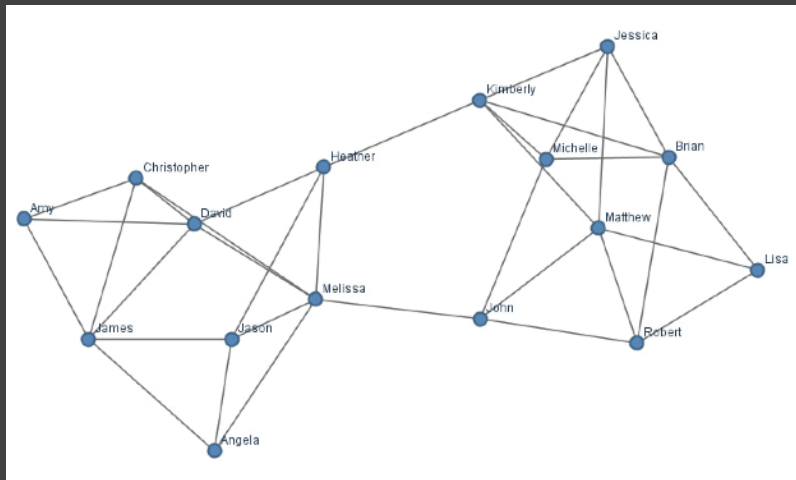 Jessica
Kimberly
Michelle
Brian
Heather
Christopher
Amy
David
Matthew
Lisa
Melissa
John
James
Jason
Robert
Angela